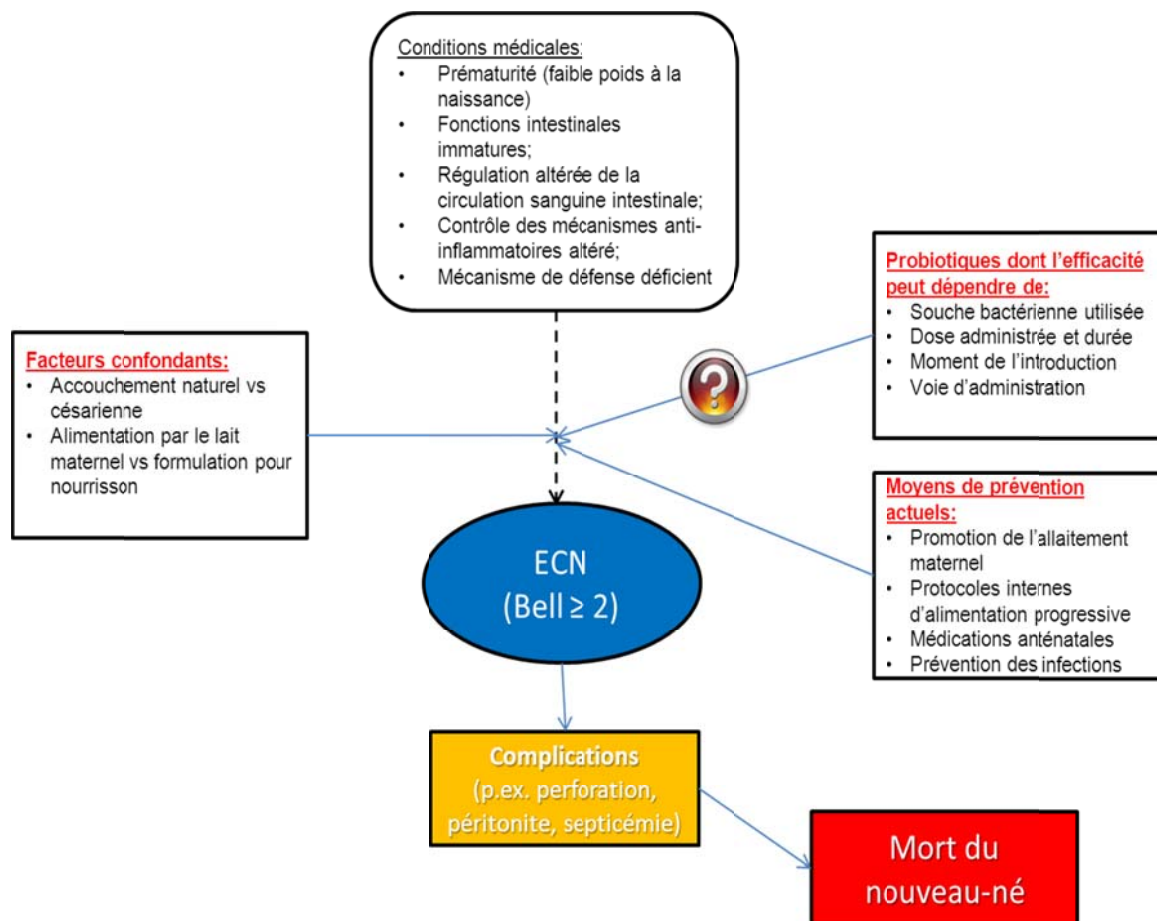 Conditions médicales:
• Prématurité (faible poids à la
naissance)
• Fonctions intestinales
immatures;
• Régulation altérée de la
circulation sanguine intestinale;
• Contrôle des mécanismes anti-
inflammatoires altéré;
• Mécanisme de défense déficient
Probiotiques dont l'efficacité
peut dépendre de:
• Souche bactérienne utilisée
• Dose administrée et durée
• Moment de l'introduction
• Voie d'administration
?
Facteurs confondants:
• Accouchement naturel vs
césarienne
• Alimentation par le lait
maternel vs formulation pour
nourrisson
Moyens de prévention
actuels:
• Promotion de l'allaitement
maternel
• Protocoles internes
d'alimentation progressive
• Médications anténatales
• Prévention des infections
ECN
(Bell ≥ 2)
Complications
(p.ex. perforation,
péritonite, septicémie)
Mort du
nouveau-né